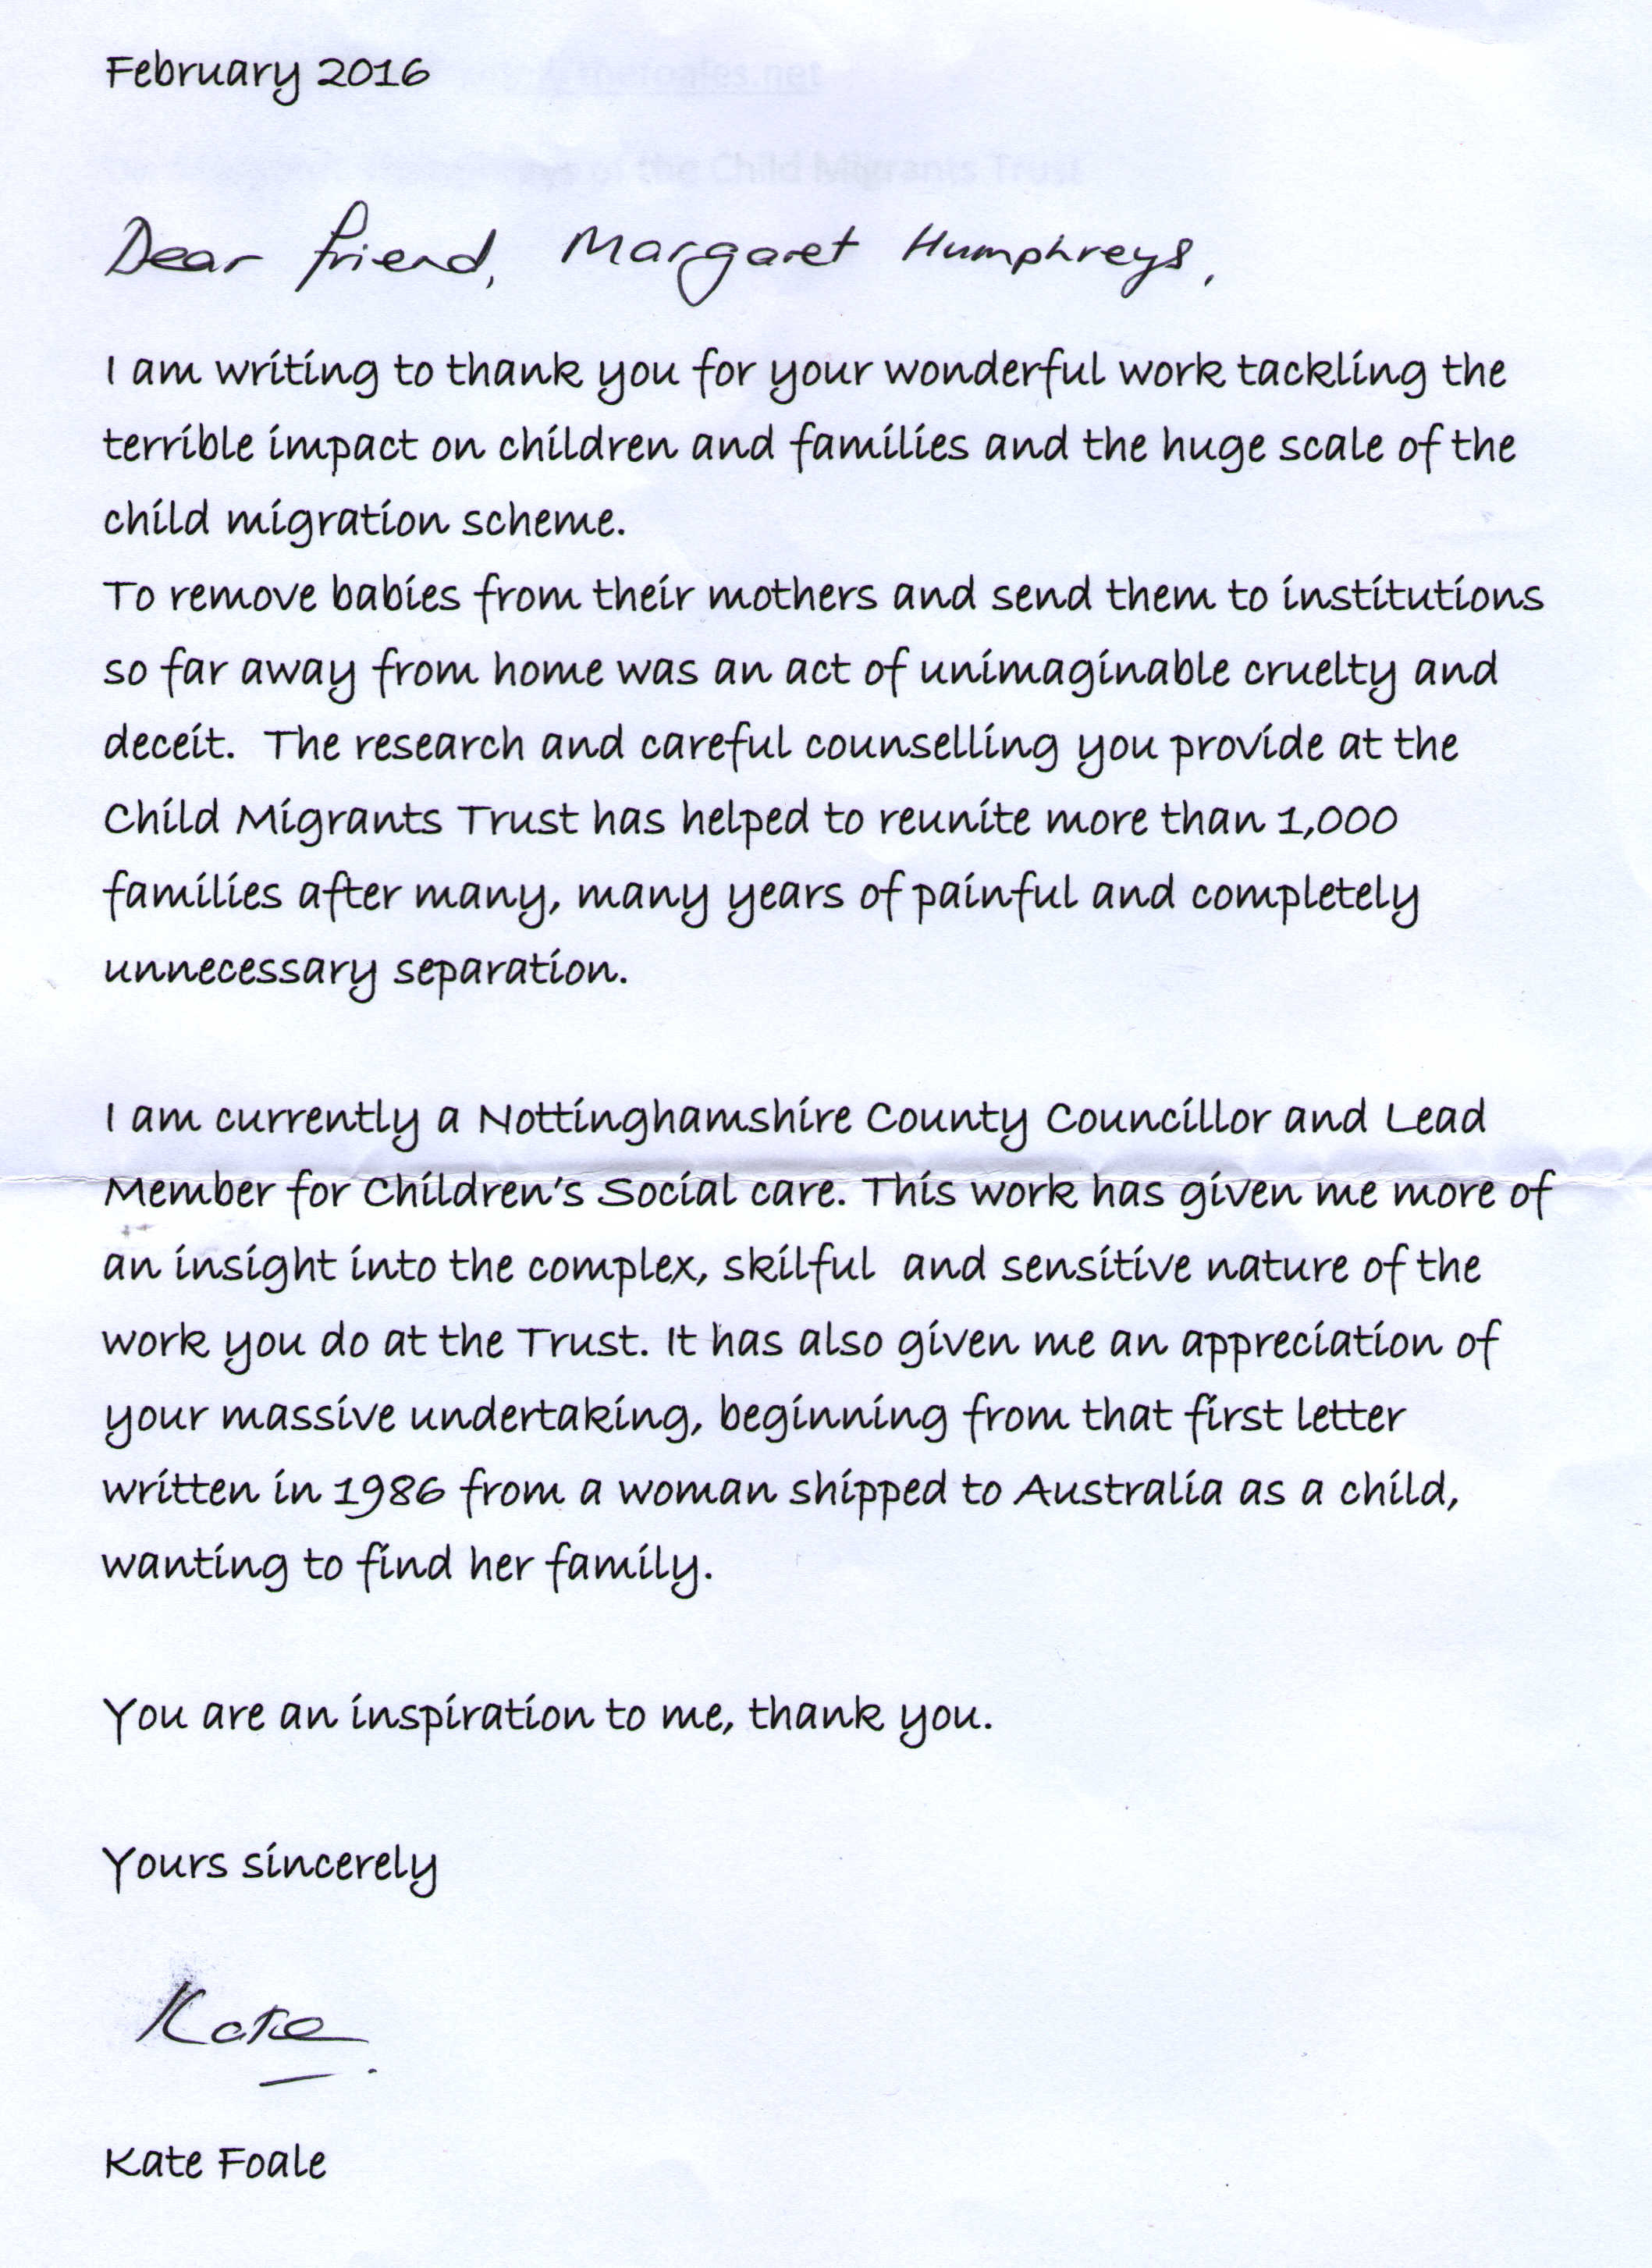 February 2016
thefoales.net
of the Child Migrants Trust
Dear friend, Margaret Humphreys,
I am writing to thank you for your wonderful work tackling the
terrible impact on children and families and the huge scale of the
child migration scheme.
To remove babies from their mothers and send them to institutions
so far away from home was an act of unimaginable cruelty and
deceit. The research and careful counselling you provide at the
Child Migrants Trust has helped to reunite more than 1,000
families after many, many years of painful and completely
unnecessary separation.
I am currently a Nottinghamshire County Councillor and Lead
Member for Children's Social care. This work has given me more of
an insight into the complex, skilful and sensitive nature of the
work you do at the Trust. It has also given me an appreciation of
your massive undertaking, beginning from that first letter
written in 1986 from a woman shipped to Australia as a child,
wanting to find her family.
You are an inspiration to me, thank you.
Yours sincerely
Kate
Kate Foale